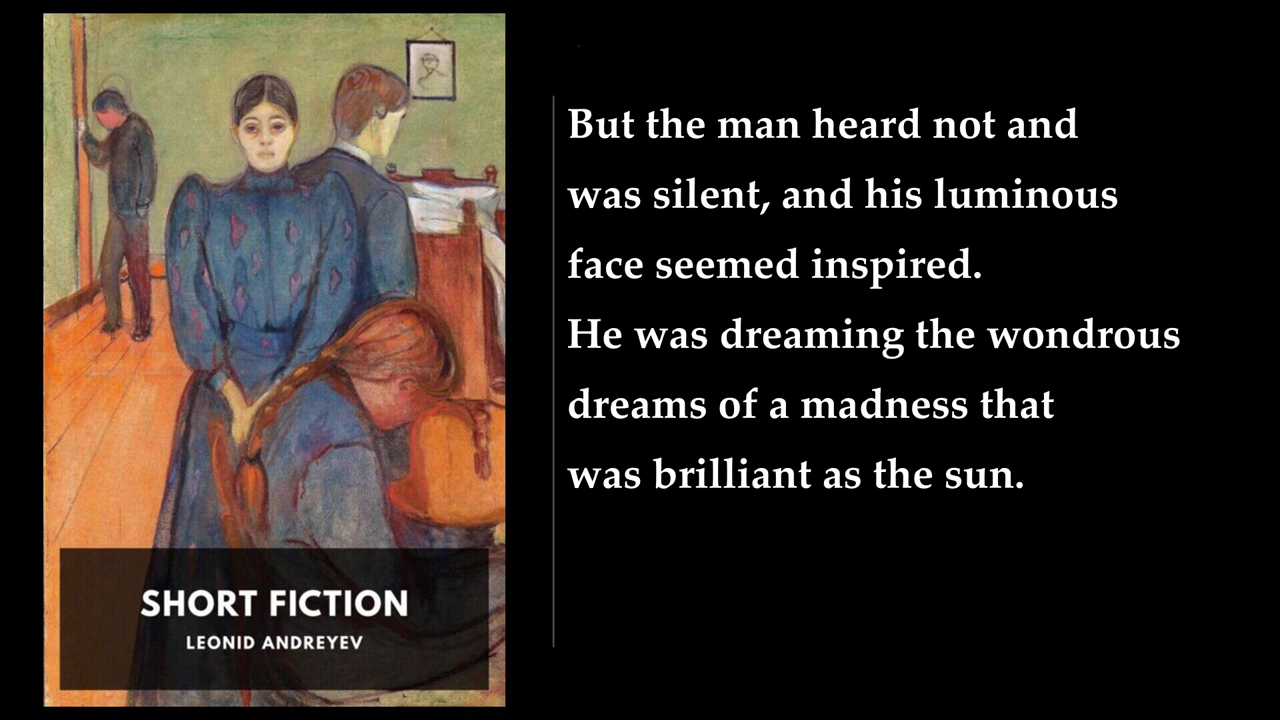 But the man heard not and
was silent, and his luminous
face seemed inspired.
He was dreaming the wondrous
dreams of a madness that
was brilliant as the sun.
SHORT FICTION
LEONID ANDREYEV